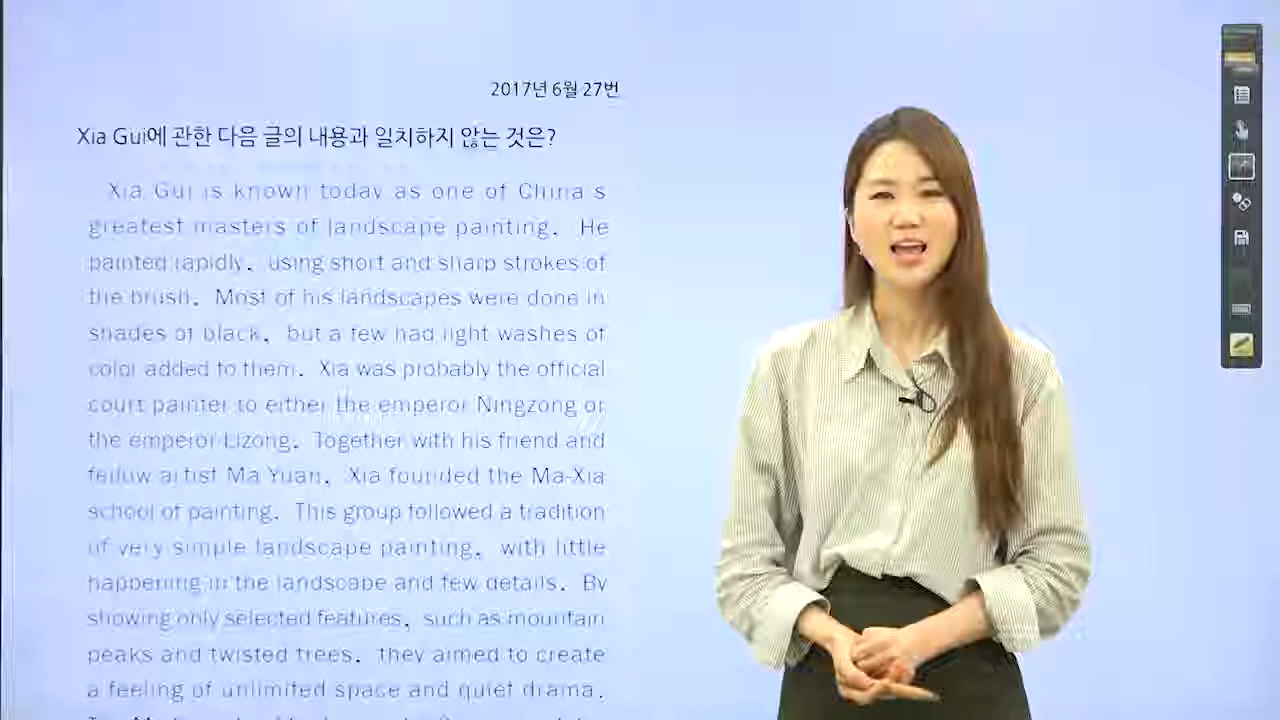 2017년 6월 27번
Xia Gui에 관한 다음 글의 내용과 일치하지 않는 것은?
Xia Gui is known today as one of China s
greatest masters of landscape painting. He
painted rapidly, using short and sharp strokes of
the brush. Most of his landscapes were done in
shades of black, but a few had light washes of
color added to them. Xia was probably the official
court painter to either the emperor Ningzong or
the emperor Lizong. Together with his friend and
fellow artist Ma Yuan, Xia founded the Ma-Xia
school of painting. This group followed a tradition
of very simple landscape painting, with little
happening in the landscape and few details. By
showing only selected features, such as mountain
peaks and twisted trees, they aimed to create
a feeling of unlimited space and quiet drama.